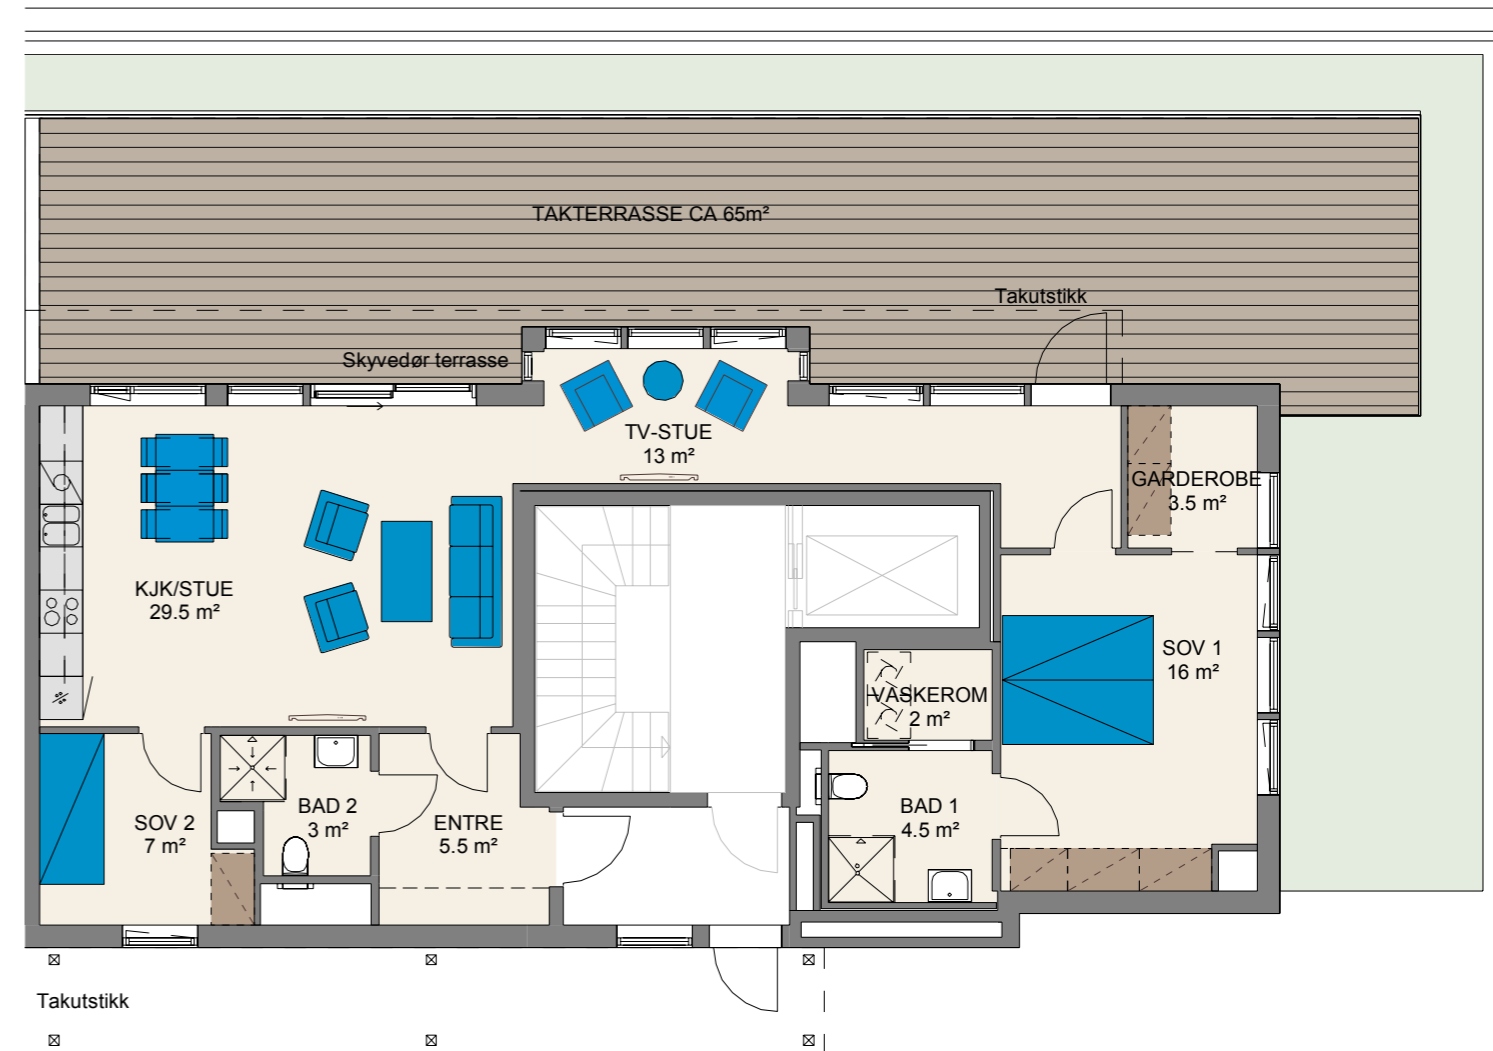 TAKTERRASSE CA 65m²
Takutstikk
Skyvedør terrasse
TV-STUE
13 m²
GARDEROBE
3.5 m²
KJK/STUE
29.5 m²
SOV 1
16 m²
VASKEROM
2 m²
SOV 2
7 m²
BAD 2
3 m²
ENTRE
5.5 m²
BAD 1
4.5 m²
Takutstikk